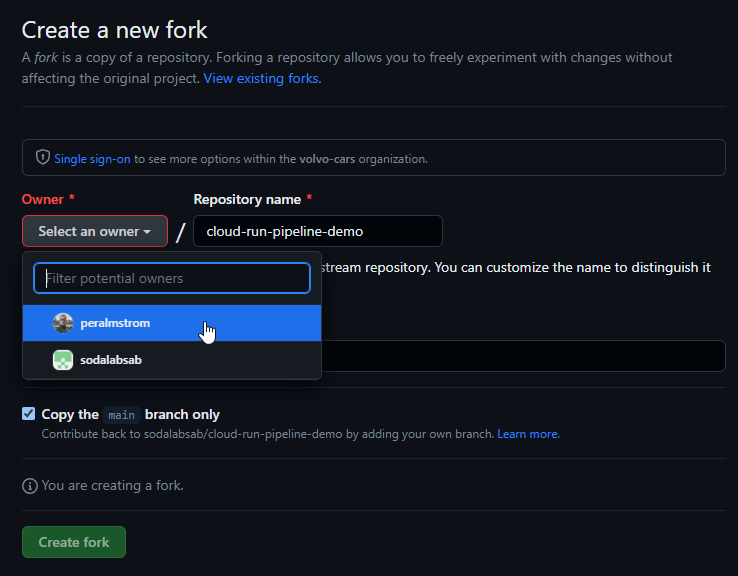 Create a new fork
A fork is a copy of a repository. Forking a repository allows you to freely experiment with changes without
affecting the original project. View existing forks.
Single sign-on to see more options within the volvo-cars organization.
Owner * Repository name *
Select an owner / cloud-run-pipeline-demo
Filter potential owners
stream repository. You can customize the name to distinguish it
peralmstrom
sodalabsab
Copy the main branch only
Contribute back to sodalabsab/cloud-run-pipeline-demo by adding your own branch. Learn more.
You are creating a fork.
Create fork